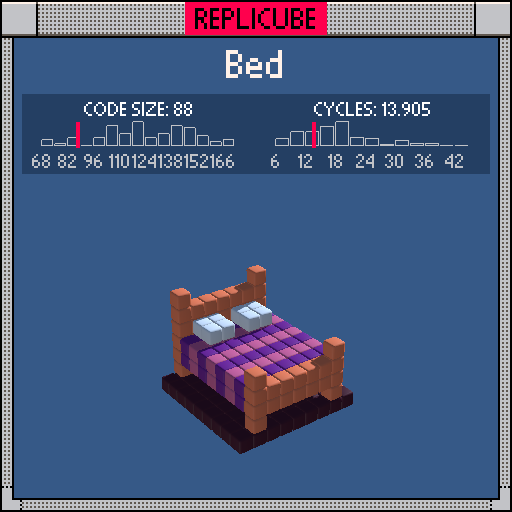 REPLICUBE
Bed
CODE SIZE: 88
68 82 96 110124138152166
CYCLES: 13.905
6 12 18 24 30 36 42